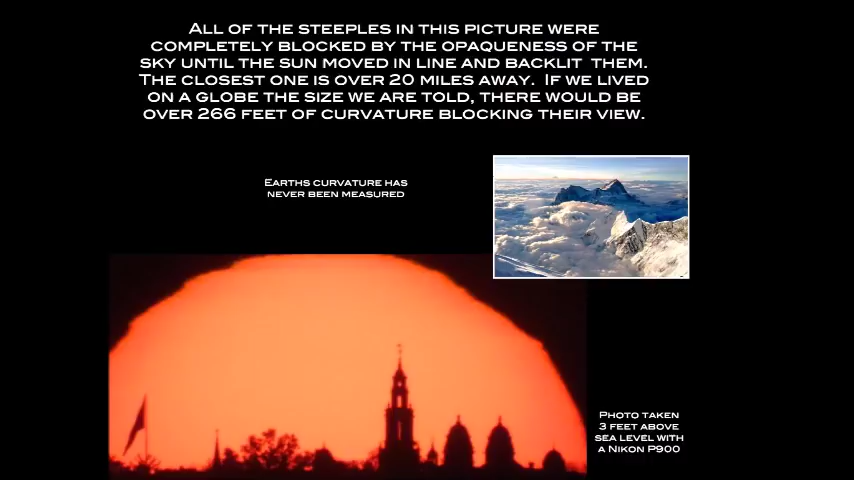 All of the steeples in this picture were
completely blocked by the opaqueness of the
sky until the sun moved in line and backlit them.
The closest one is over 20 miles away. If we lived
on a globe the size we are told, there would be
over 266 feet of curvature blocking their view.
Earths curvature has
never been measured
Photo taken
3 feet above
sea level with
a Nikon P900